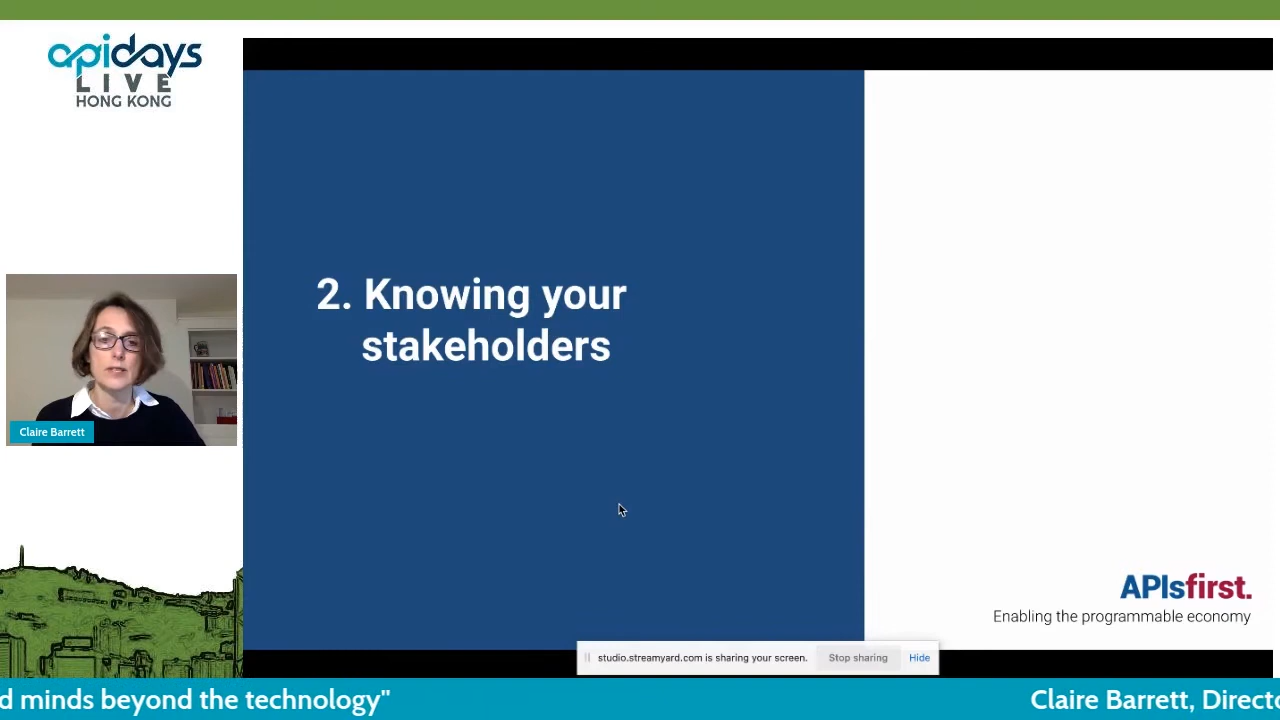 apidays
LIVE
HONG KONG
2. Knowing your
stakeholders
Claire Barrett
APIsfirst.
Enabling the programmable economy
studio.streamyard.com is sharing your screen.
Stop sharing
Hide
d minds beyond the technology"
Claire Barrett, Directo